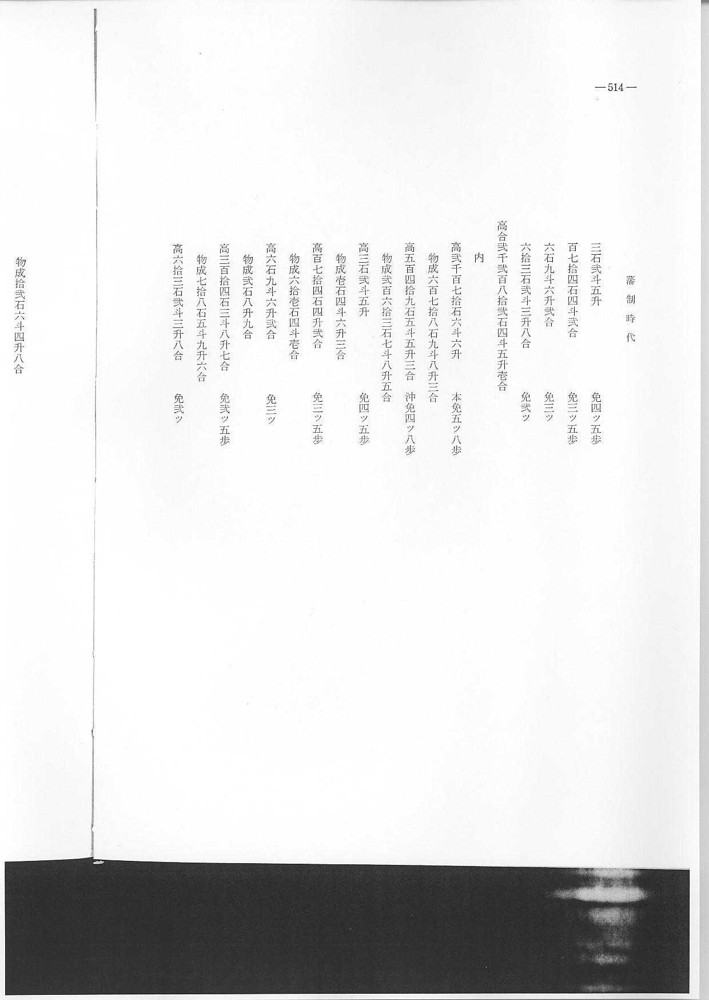 —514—
藩制時代
三石弐斗五升　免四ッ五歩
百七拾四石四斗弐合　免三ッ五歩
六石九斗六升弐合　免三ッ
六拾三石弐斗三升八合　免弐ッ
高合弐千弐百八拾弐石四斗五升壱合
内
高弐千百七拾石六斗六升　本免五ッ八歩
物成六百七拾八石九斗八升三合
高五百四拾九石五斗五升三合　沖免四ッ八歩
物成弐百六拾三石七斗八升五合
高三石弐斗五升　免四ッ五歩
物成壱石四斗六升三合
高百七拾四石四升弐合　免三ッ五歩
物成六拾壱石四斗壱合
高六石九斗六升弐合　免三ッ
物成弐石八升九合
高三百拾四石三斗八升七合　免弐ッ五歩
物成七拾八石五斗九升六合
高六拾三石弐斗三升八合　免弐ッ
物成拾弐石六斗四升八合